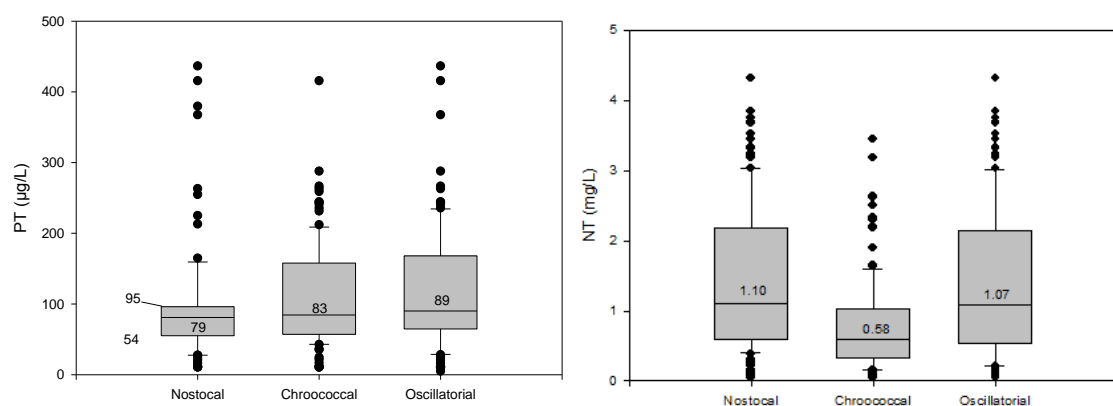 500
400
300
200
100
0
PT (µg/L)
95
54
79
83
89
Nostocal
Chroococcal
Oscillatorial
5
4
3
2
1
0
NT (mg/L)
1.10
0.58
1.07
Nostocal
Chroococcal
Oscillatorial